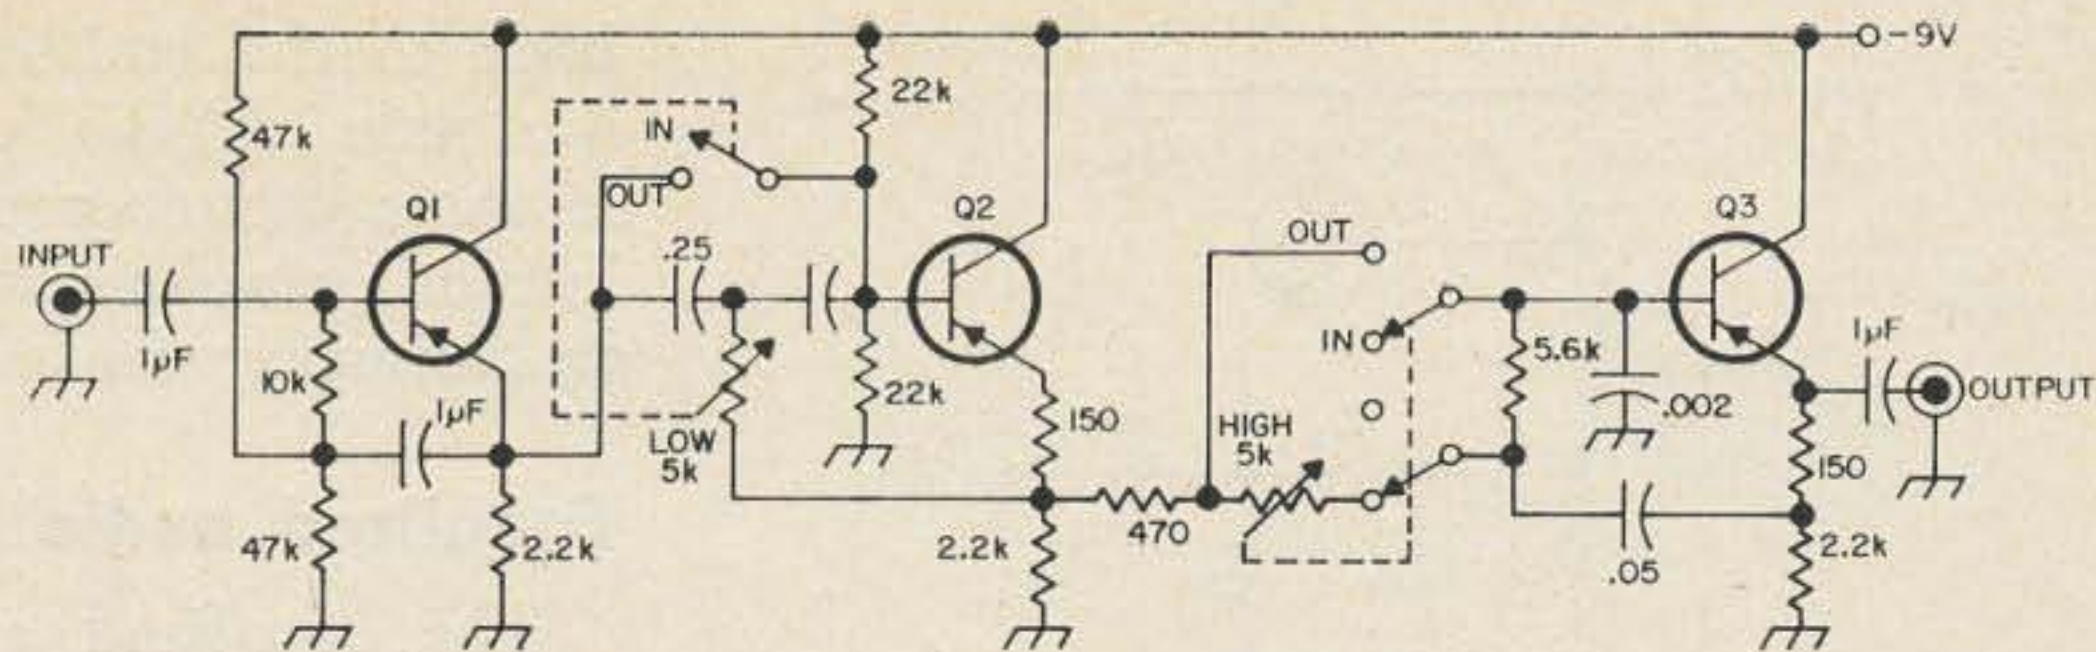 -9V
22k
47k
IN
OUT
Q1
Q2
Q3
INPUT
.25
OUT
1µF
10k
1µF
IN
5.6k
1µF
22k
.002
OUTPUT
LOW
5k
150
HIGH
5k
150
47k
2.2k
2.2k
470
.05
2.2k